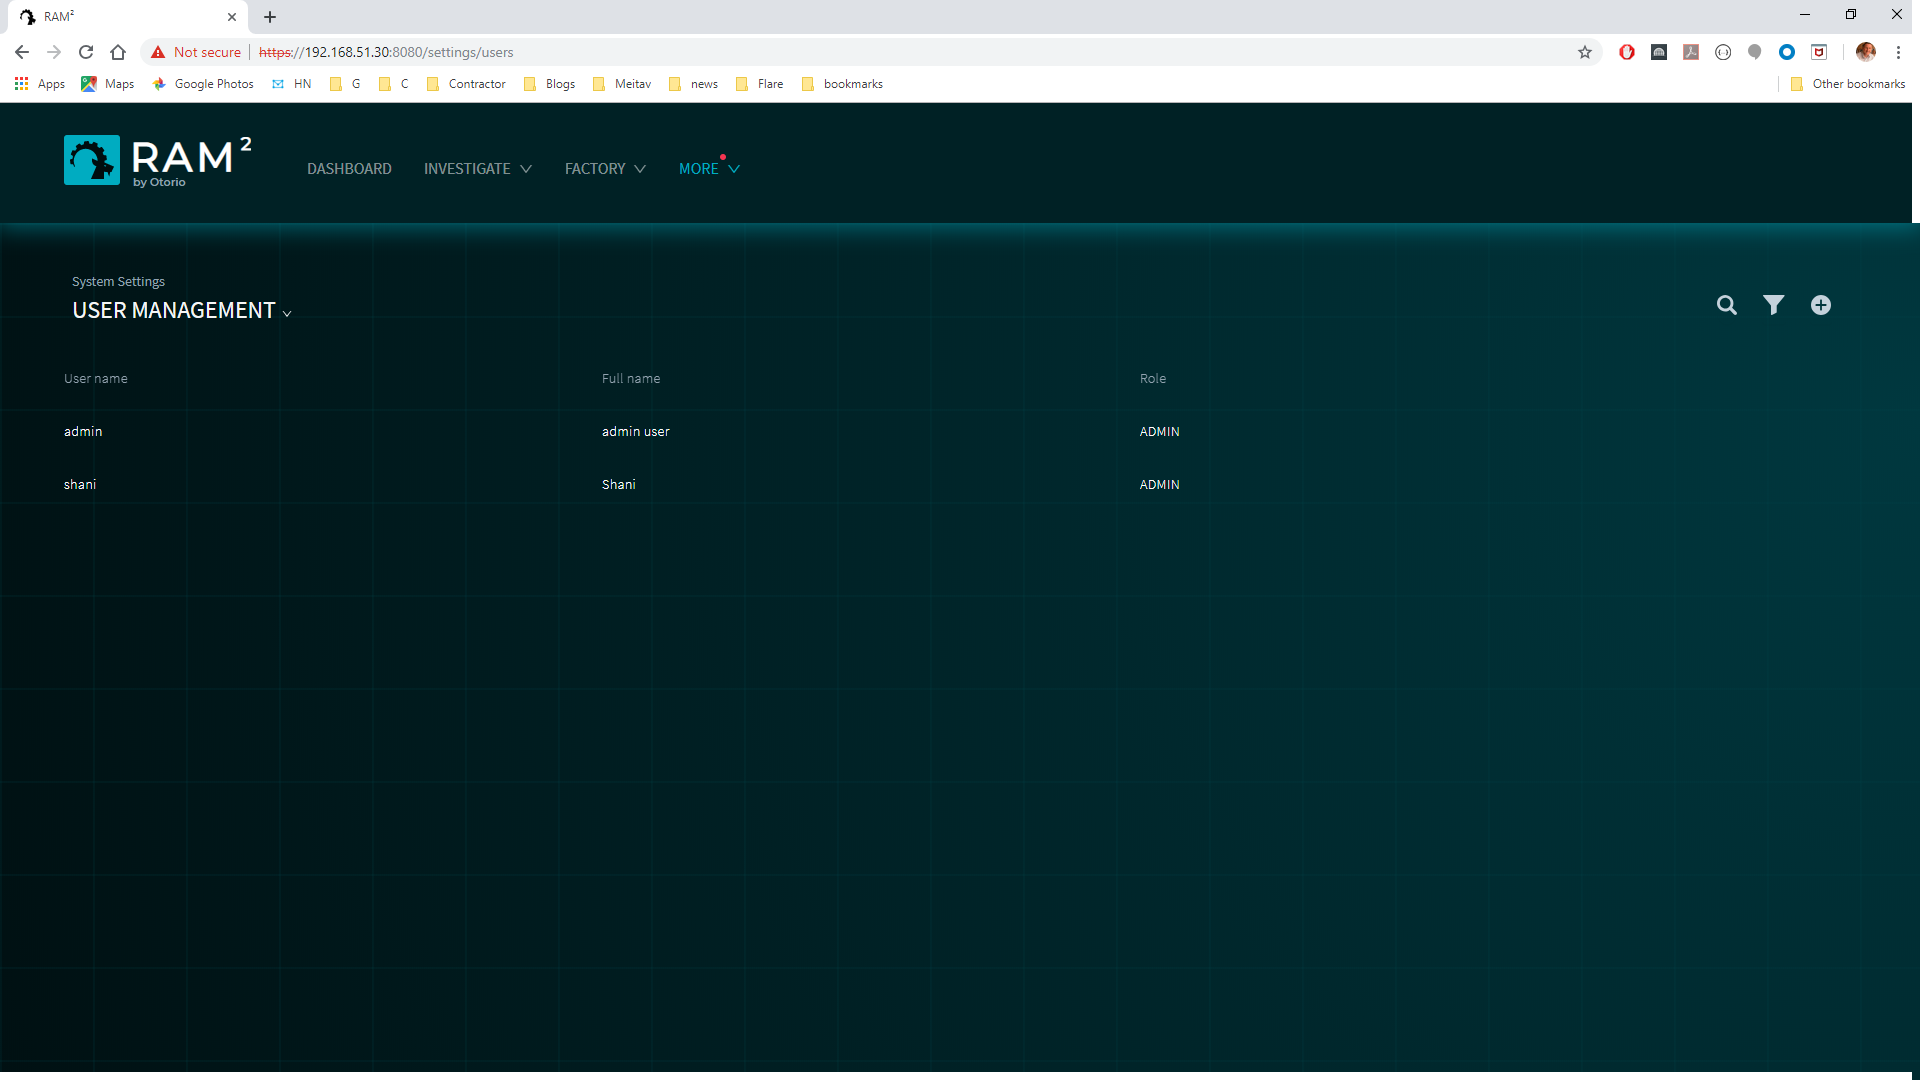 RAM²
Not secure https://192.168.51.30:8080/settings/users
Apps Maps Google Photos HN G C Contractor Blogs Meitav news Flare bookmarks Other bookmarks
RAM²
by Otorio
DASHBOARD INVESTIGATE FACTORY MORE
System Settings
USER MANAGEMENT
User name Full name Role
admin admin user ADMIN
shani Shani ADMIN